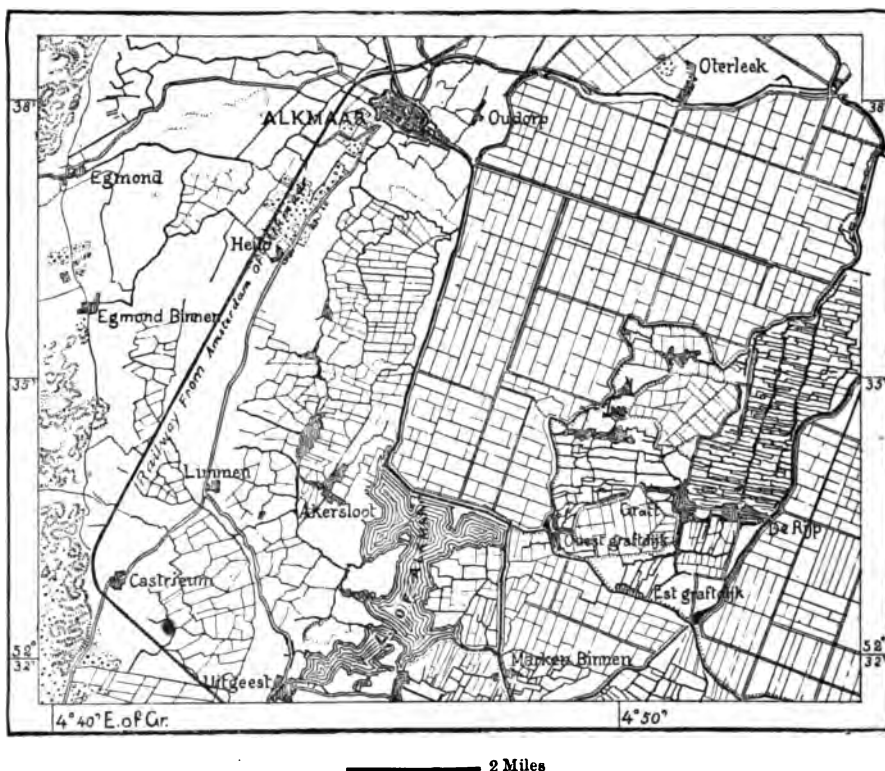 Oterleek
38'
38'
ALKMAAR
Oudorp
Egmond
Heilo
Egmond Binnen
Railway From Amsterdam
33'
33'
Limmen
Akersloot
Graft
Ouest graftdijk
De Rijp
Castricum
Est graftdijk
Marken Binnen
Uitgeest
52°
32'
52°
32'
4° 40' E. of Gr.
4° 50'
2 Miles